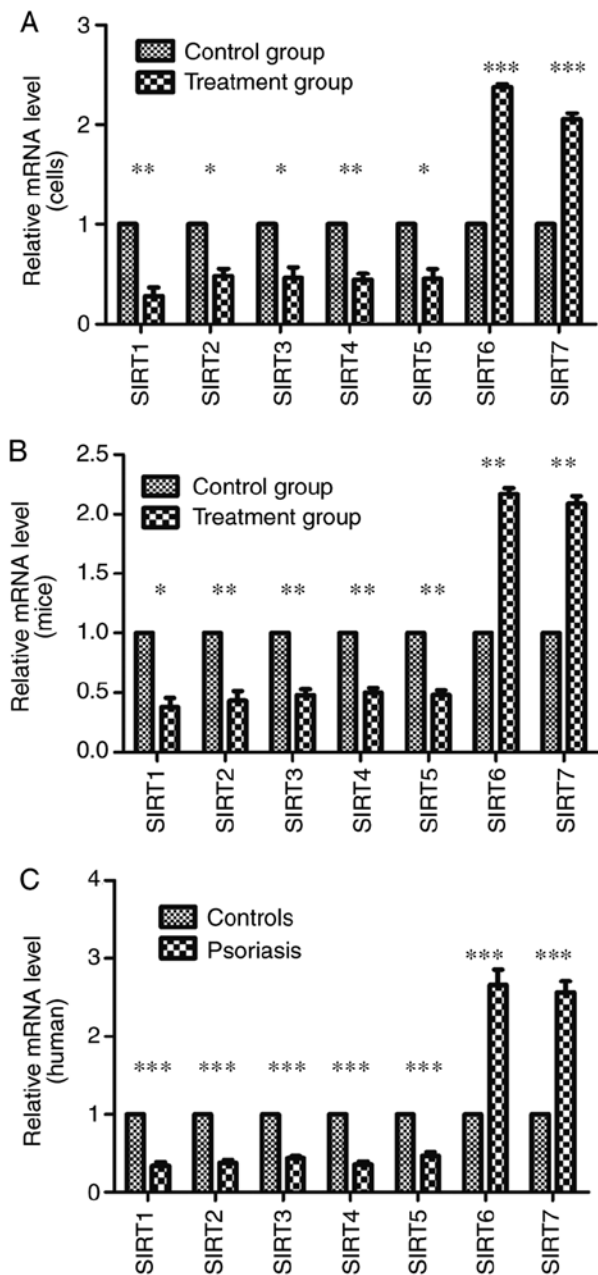 A
Relative mRNA level
(cells)
Control group
Treatment group
** * * ** * *** ***
3
2
1
0
SIRT1 SIRT2 SIRT3 SIRT4 SIRT5 SIRT6 SIRT7
B
Relative mRNA level
(mice)
Control group
Treatment group
* ** ** ** ** ** **
2.5
2.0
1.5
1.0
0.5
0.0
SIRT1 SIRT2 SIRT3 SIRT4 SIRT5 SIRT6 SIRT7
C
Relative mRNA level
(human)
Controls
Psoriasis
*** *** *** *** *** *** ***
4
3
2
1
0
SIRT1 SIRT2 SIRT3 SIRT4 SIRT5 SIRT6 SIRT7